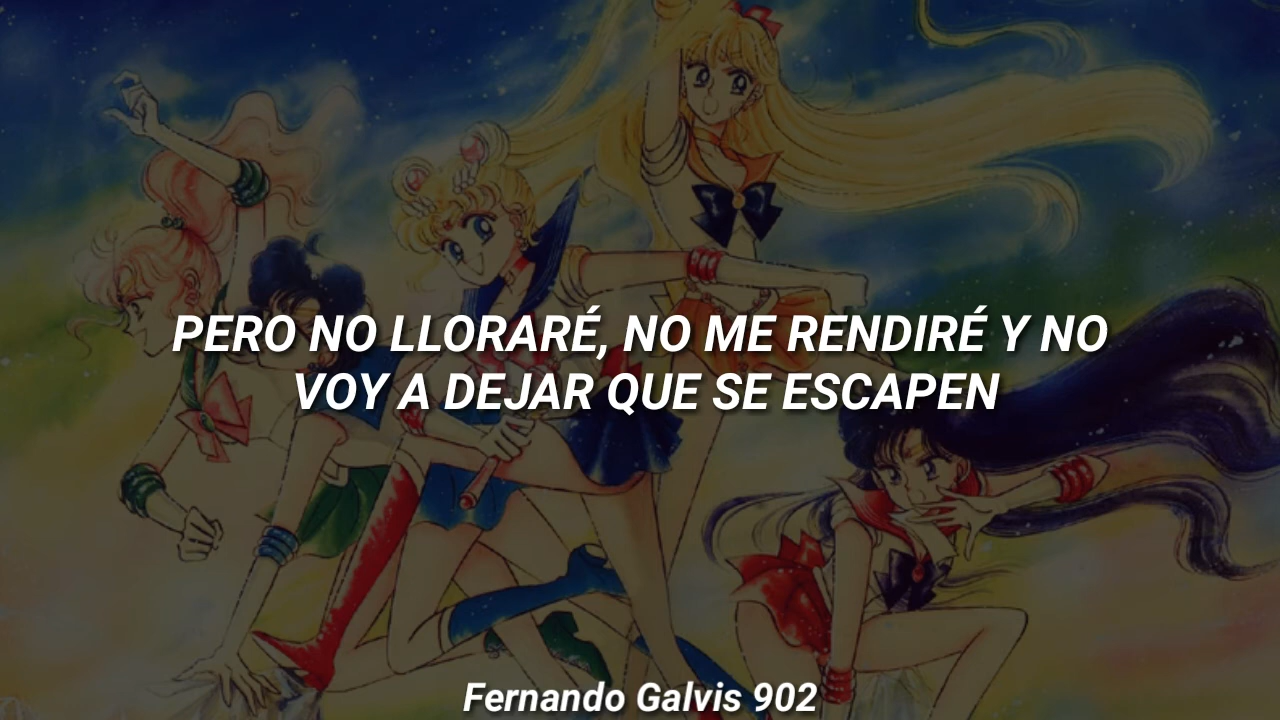 PERO NO LLORARÉ, NO ME RENDIRÉ Y NO
VOY A DEJAR QUE SE ESCAPEN
Fernando Galvis 902